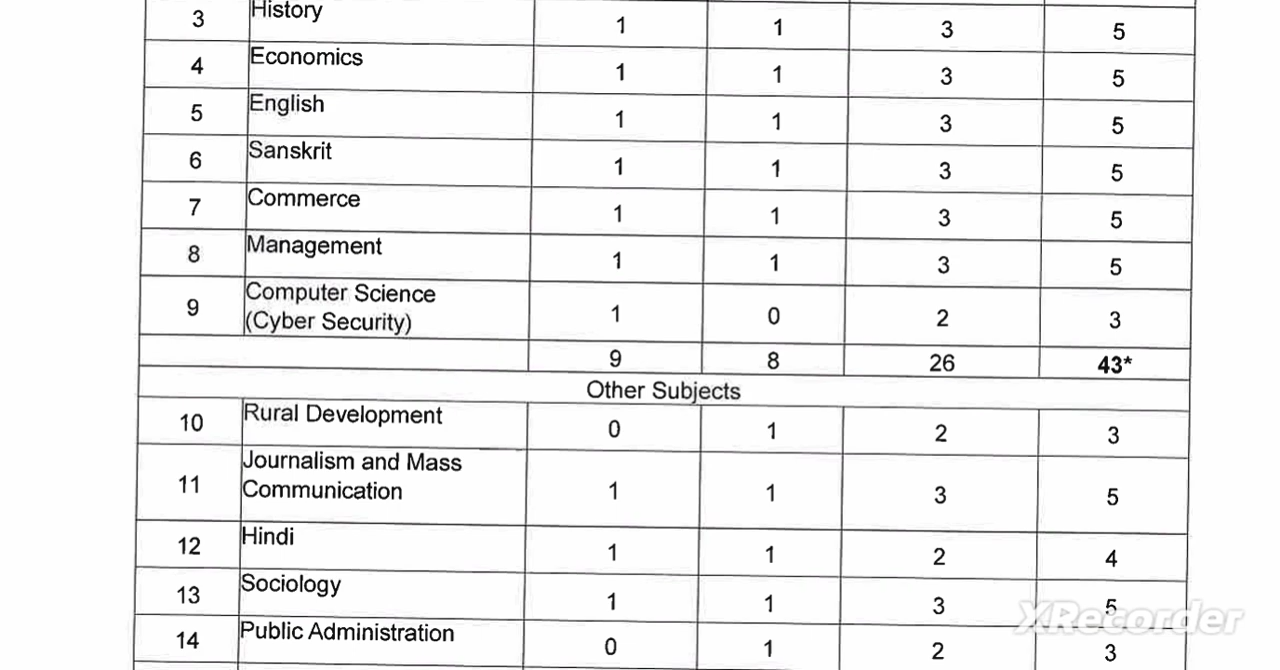 3 History 1 1 3 5
4 Economics 1 1 3 5
5 English 1 1 3 5
6 Sanskrit 1 1 3 5
7 Commerce 1 1 3 5
8 Management 1 1 3 5
9 Computer Science
(Cyber Security) 1 0 2 3
9 8 26 43*
Other Subjects
10 Rural Development 0 1 2 3
11 Journalism and Mass
Communication 1 1 3 5
12 Hindi 1 1 2 4
13 Sociology 1 1 3 5
XRecorder
14 Public Administration 0 1 2 3